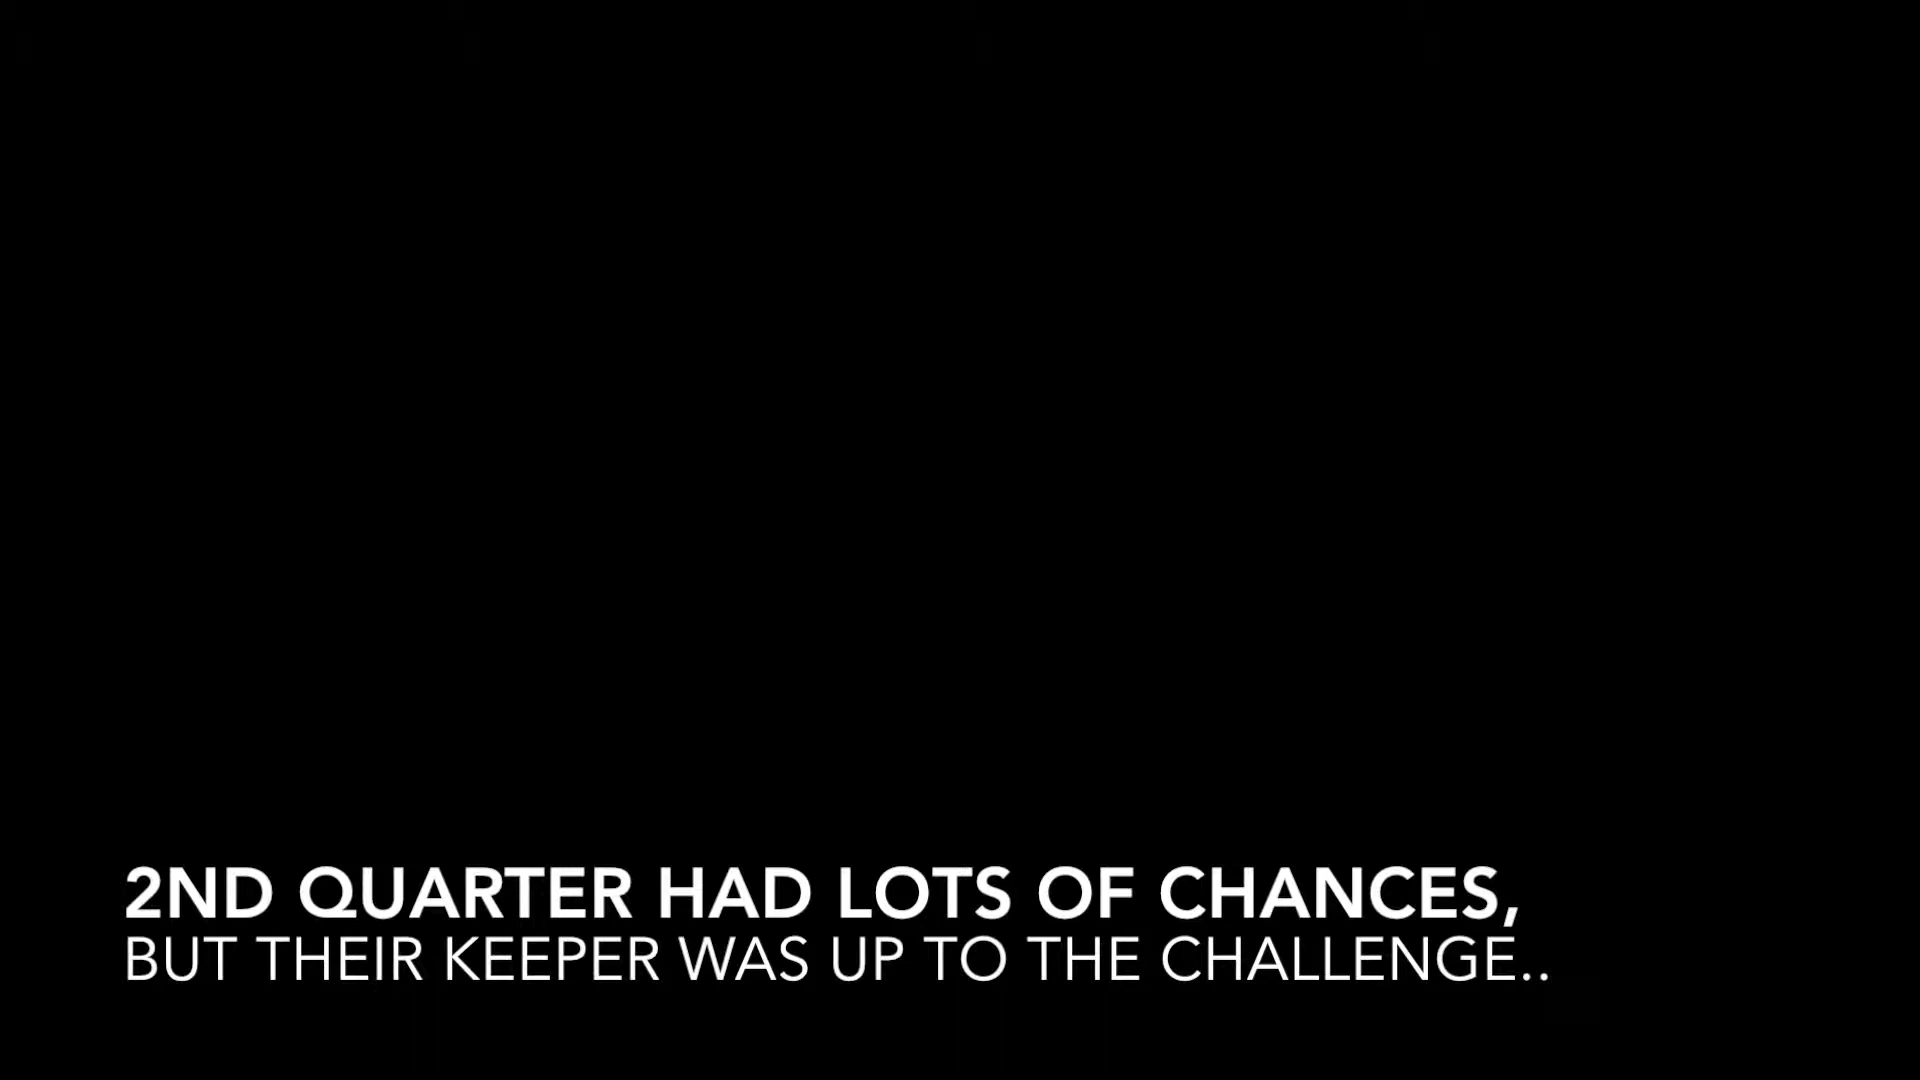 2ND QUARTER HAD LOTS OF CHANCES,
BUT THEIR KEEPER WAS UP TO THE CHALLENGE..